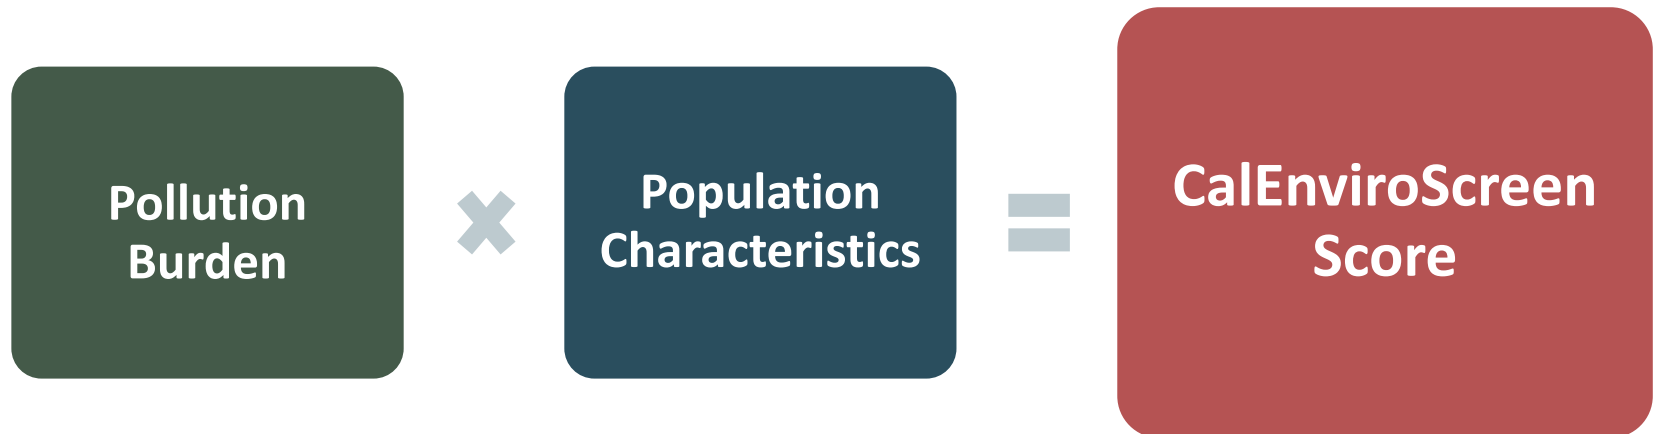 Pollution
Burden
×
Population
Characteristics
=
CalEnviroScreen
Score